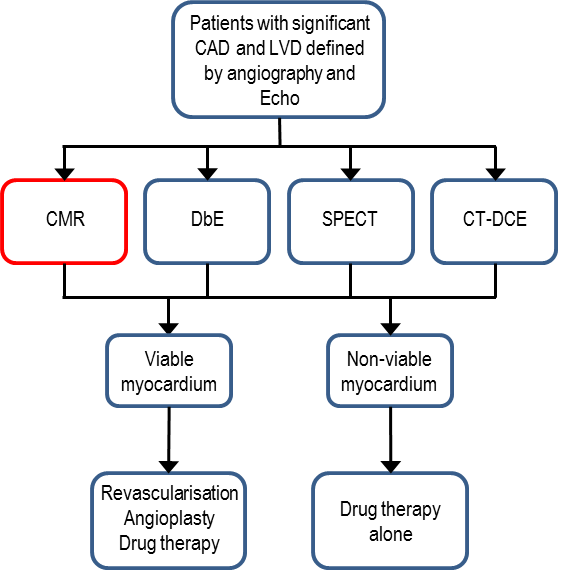 Patients with significant
CAD and LVD defined
by angiography and
Echo
CMR
DbE
SPECT
CT-DCE
Viable
myocardium
Non-viable
myocardium
Revascularisation
Angioplasty
Drug therapy
Drug therapy
alone